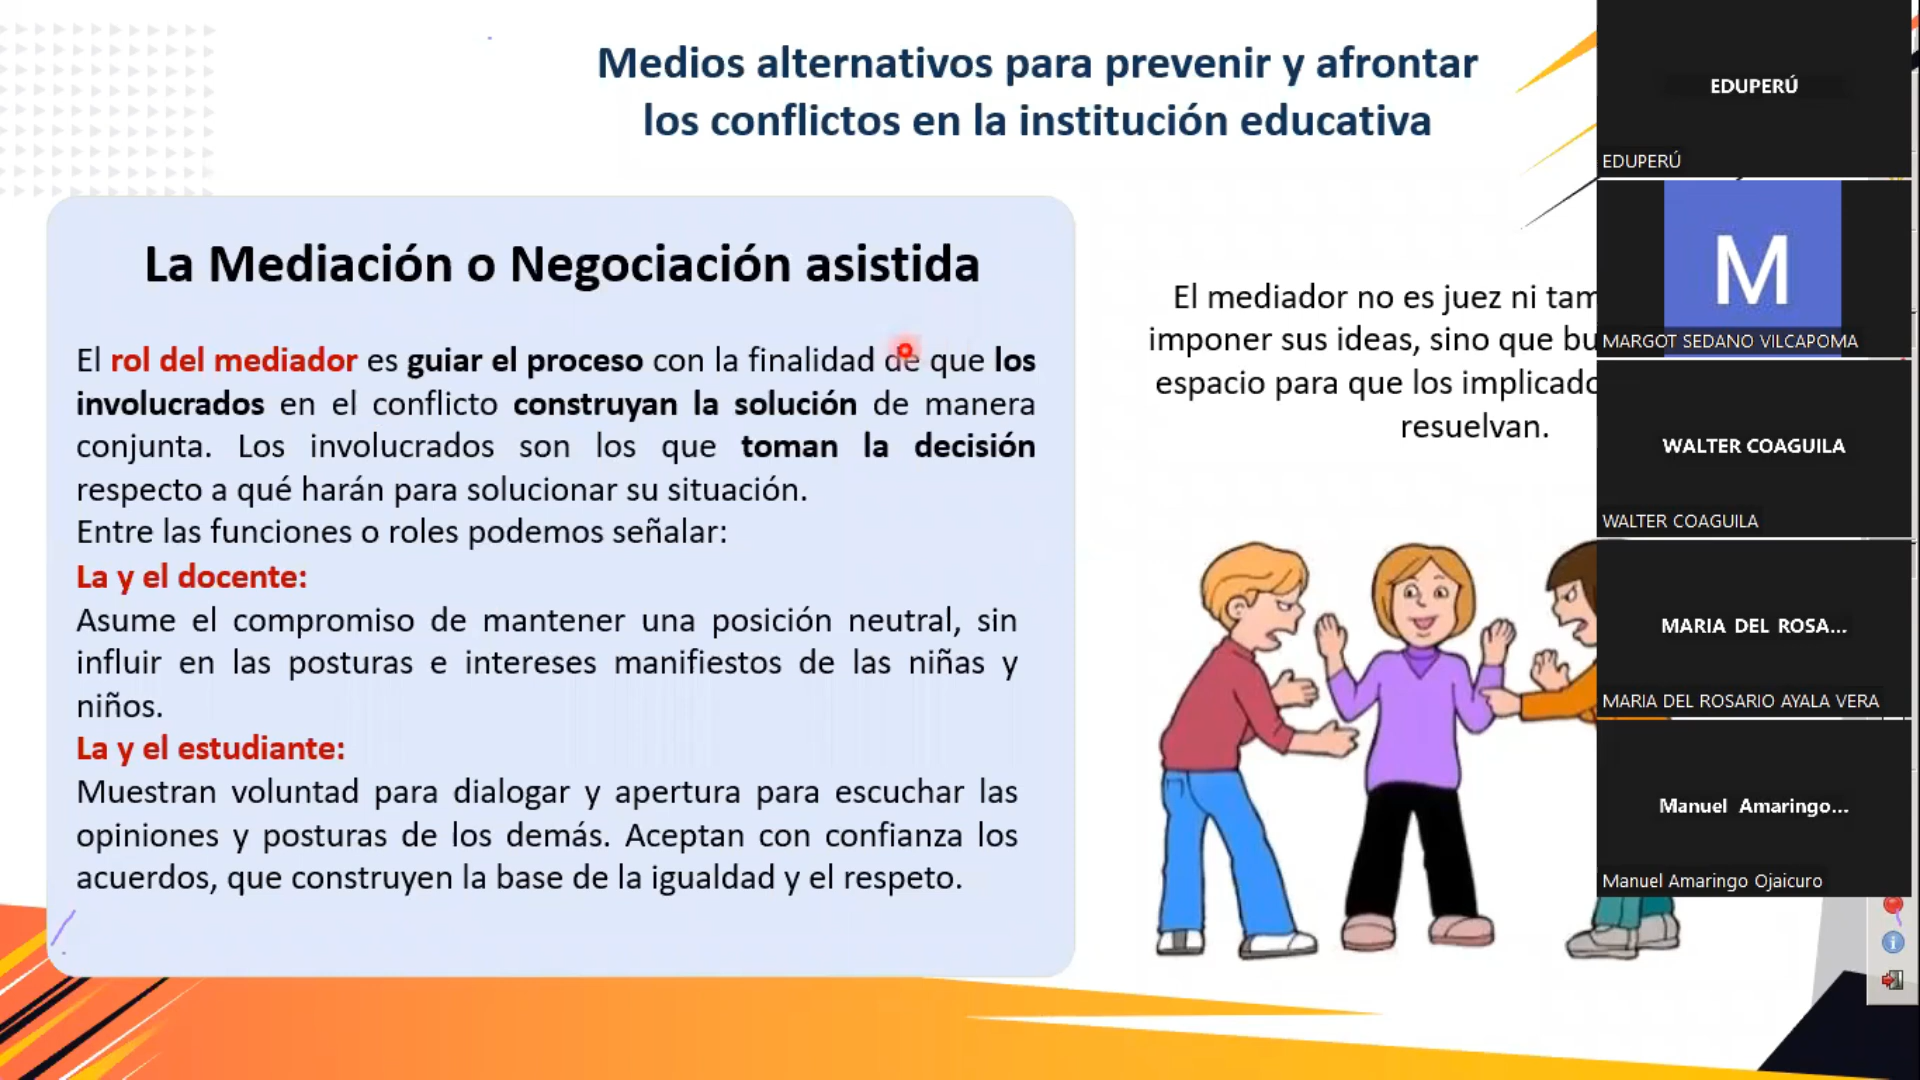 Medios alternativos para prevenir y afrontar
los conflictos en la institución educativa
La Mediación o Negociación asistida
El rol del mediador es guiar el proceso con la finalidad de que los
involucrados en el conflicto construyan la solución de manera
conjunta. Los involucrados son los que toman la decisión
respecto a qué harán para solucionar su situación.
Entre las funciones o roles podemos señalar:
La y el docente:
Asume el compromiso de mantener una posición neutral, sin
influir en las posturas e intereses manifiestos de las niñas y
niños.
La y el estudiante:
Muestran voluntad para dialogar y apertura para escuchar las
opiniones y posturas de los demás. Aceptan con confianza los
acuerdos, que construyen la base de la igualdad y el respeto.
El mediador no es juez ni tam
imponer sus ideas, sino que bu
espacio para que los implicado
resuelvan.
EDUPERÚ
EDUPERÚ
M
MARGOT SEDANO VILCAPOMA
WALTER COAGUILA
WALTER COAGUILA
MARIA DEL ROSA...
MARIA DEL ROSARIO AYALA VERA
Manuel Amaringo...
Manuel Amaringo Ojaicuro